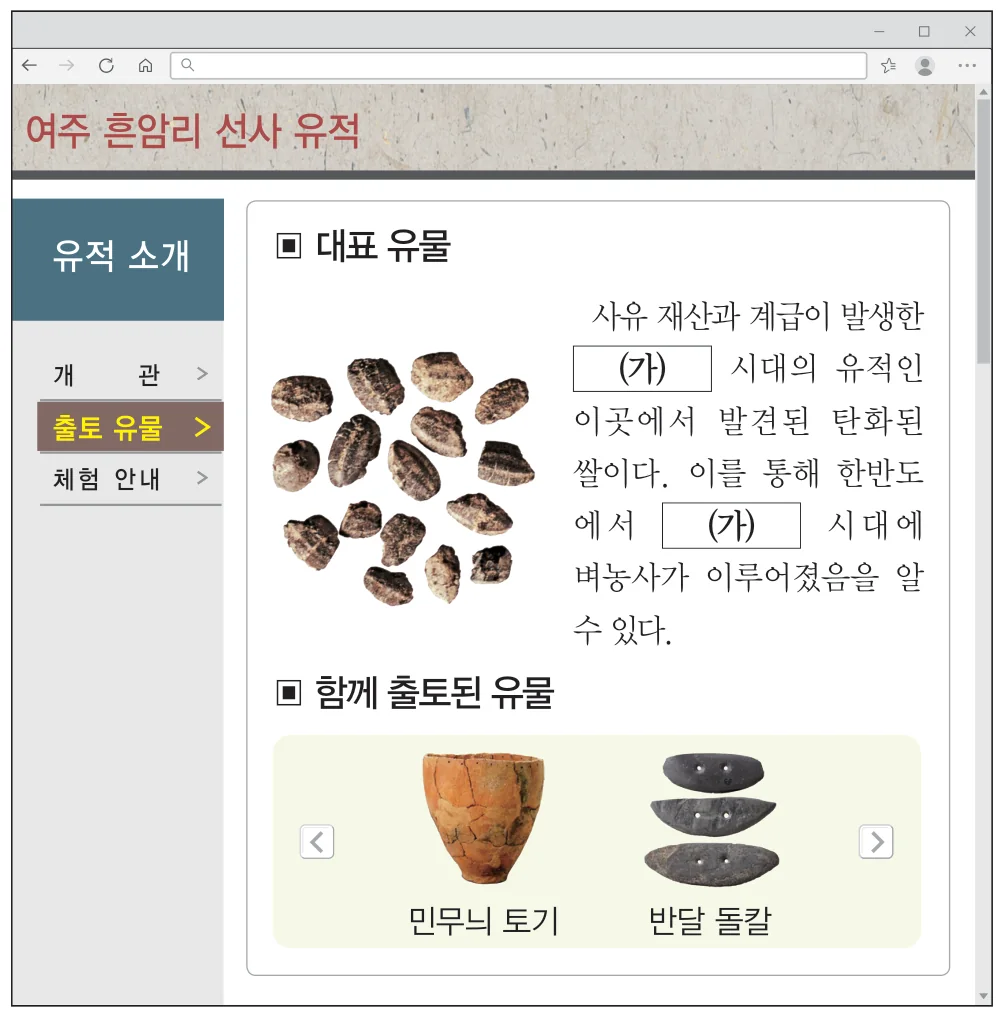 여주 흔암리 선사 유적
유적 소개
개 관 >
출토 유물 >
체험 안내 >
▣ 대표 유물
사유 재산과 계급이 발생한
(가) 시대의 유적인
이곳에서 발견된 탄화된
쌀이다. 이를 통해 한반도
에서 (가) 시대에
벼농사가 이루어졌음을 알
수 있다.
▣ 함께 출토된 유물
민무늬 토기
반달 돌칼